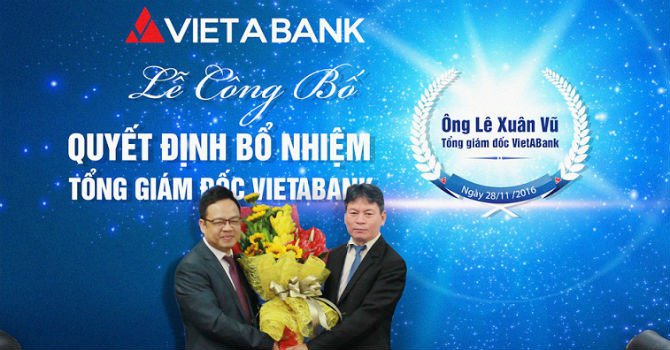 VIETABANK
Lễ Công Bố
QUYẾT ĐỊNH BỔ NHIỆM
TỔNG GIÁM ĐỐC VIETABANK
Ông Lê Xuân Vũ
Tổng giám đốc VietABank
Ngày 28/11/2016